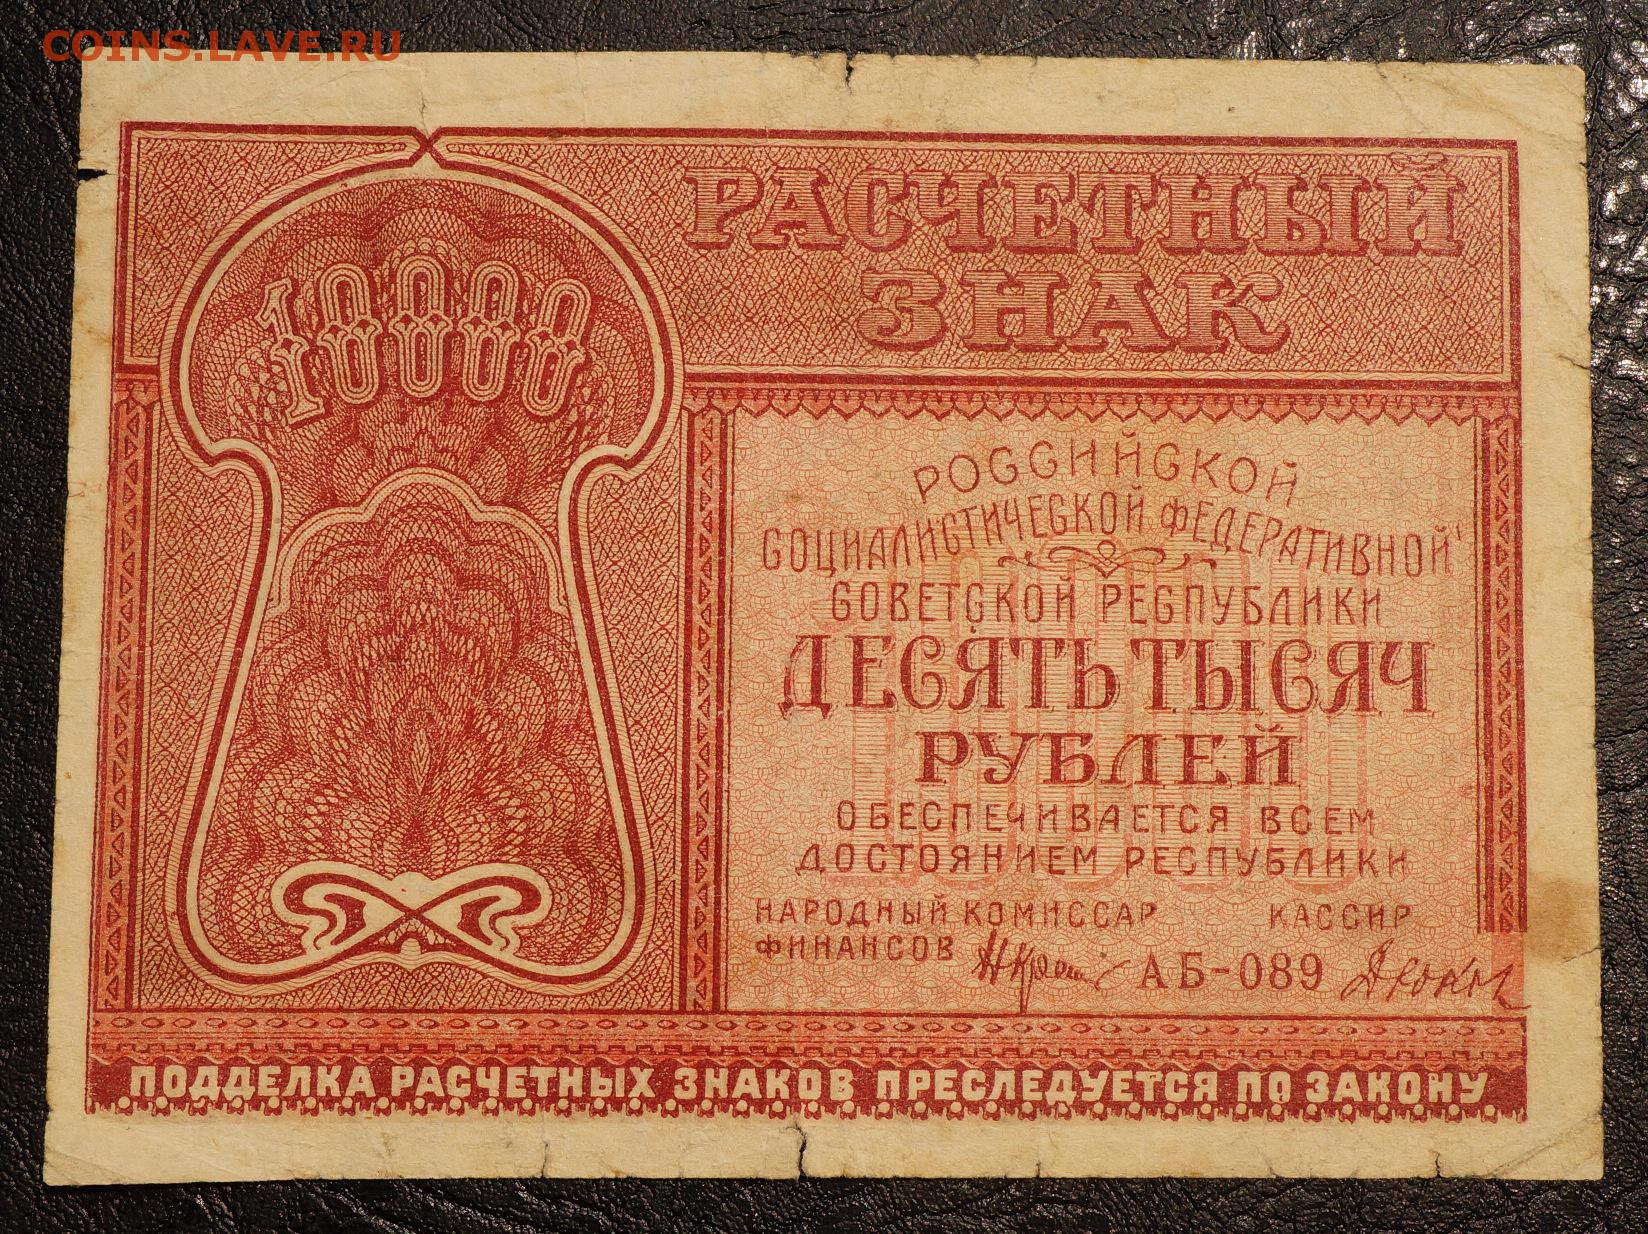 COINS.LAVE.RU
РАСЧЕТНЫЙ
ЗНАК
10000
10000
РОССИЙСКОЙ
СОЦИАЛИСТИЧЕСКОЙ ФЕДЕРАТИВНОЙ
СОВЕТСКОЙ РЕСПУБЛИКИ
ДЕСЯТЬ ТЫСЯЧ
РУБЛЕЙ
ОБЕСПЕЧИВАЕТСЯ ВСЕМ
ДОСТОЯНИЕМ РЕСПУБЛИКИ
НАРОДНЫЙ КОМИССАР КАССИР
ФИНАНСОВ АБ-089
ПОДДЕЛКА РАСЧЕТНЫХ ЗНАКОВ ПРЕСЛЕДУЕТСЯ ПО ЗАКОНУ